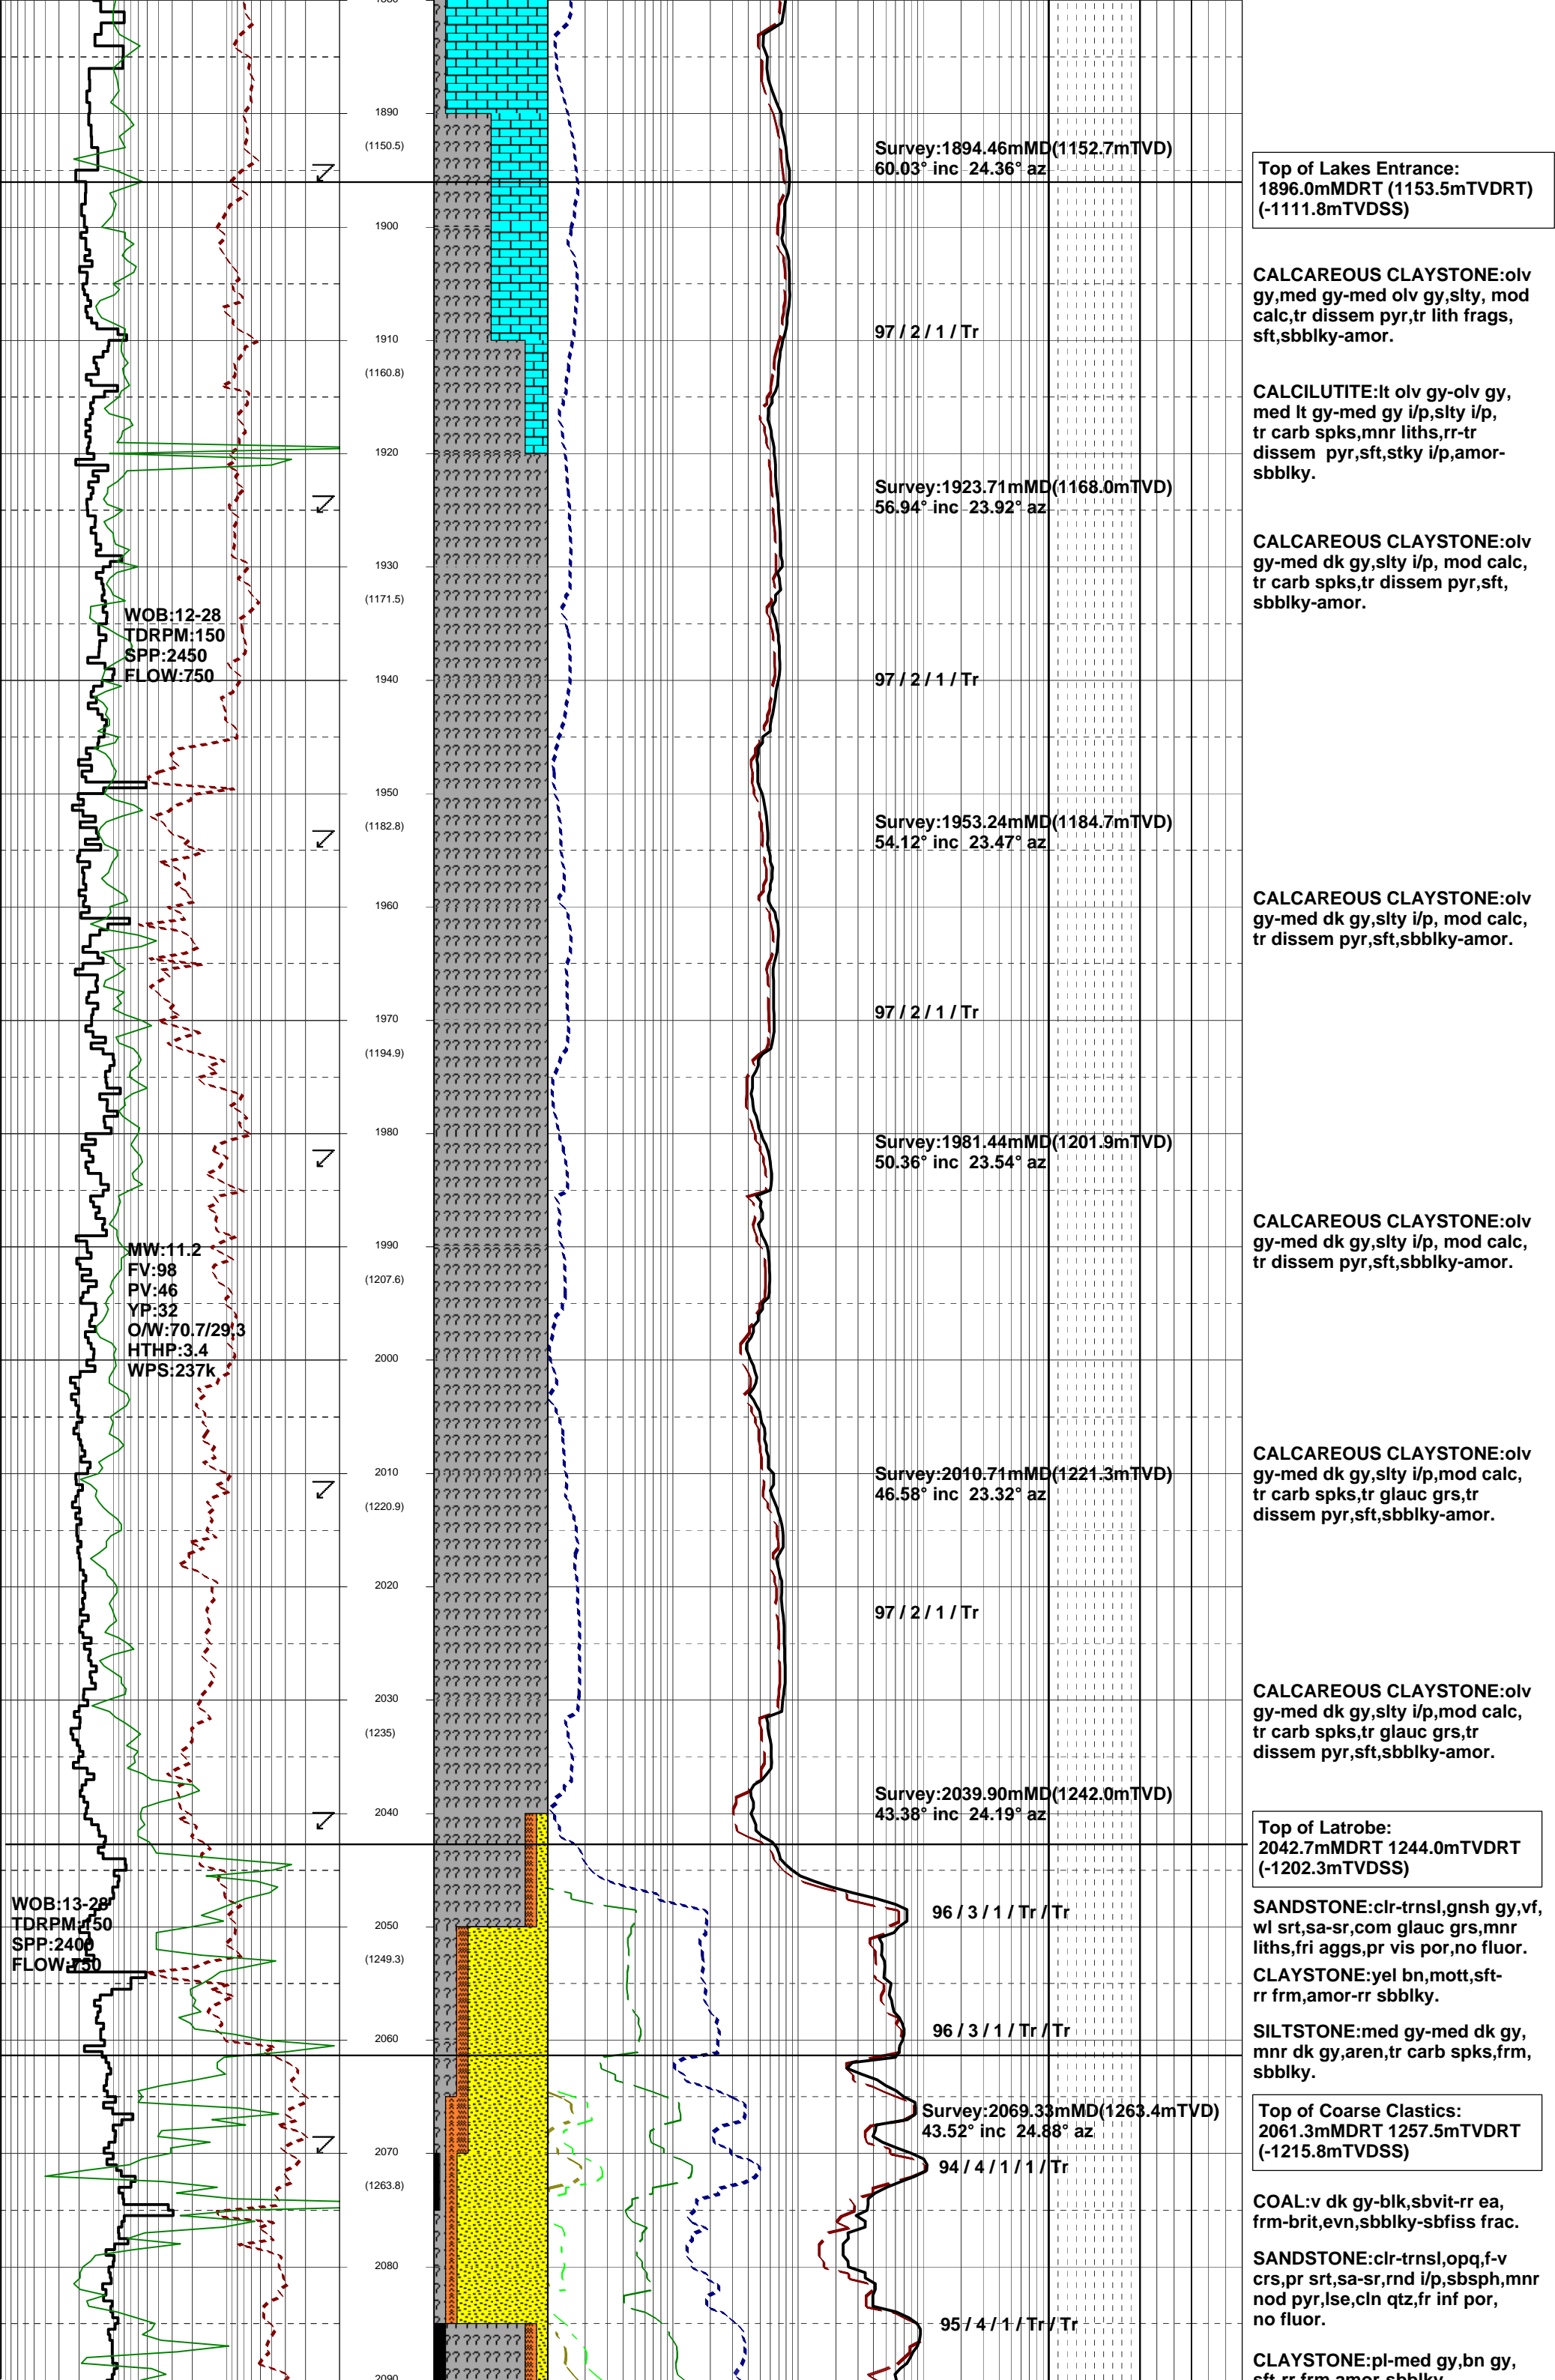 1890
(1150.5)
Survey:1894.46mMD(1152.7mTVD)
60.03° inc 24.36° az
Top of Lakes Entrance:
1896.0mMDRT (1153.5mTVDRT)
(-1111.8mTVDSS)
1900
CALCAREOUS CLAYSTONE:olv
gy,med gy-med olv gy,slty, mod
calc,tr dissem pyr,tr lith frags,
sft,sbblky-amor.
97 / 2 / 1 / Tr
1910
(1160.8)
CALCILUTITE:lt olv gy-olv gy,
med lt gy-med gy i/p,slty i/p,
tr carb spks,mnr liths,rr-tr
dissem pyr,sft,stky i/p,amor-
sbblky.
1920
Survey:1923.71mMD(1168.0mTVD)
56.94° inc 23.92° az
CALCAREOUS CLAYSTONE:olv
gy-med dk gy,slty i/p, mod calc,
tr carb spks,tr dissem pyr,sft,
sbblky-amor.
1930
(1171.5)
WOB:12-28
TDRPM:150
SPP:2450
FLOW:750
1940
97 / 2 / 1 / Tr
1950
(1182.8)
Survey:1953.24mMD(1184.7mTVD)
54.12° inc 23.47° az
1960
CALCAREOUS CLAYSTONE:olv
gy-med dk gy,slty i/p, mod calc,
tr dissem pyr,sft,sbblky-amor.
97 / 2 / 1 / Tr
1970
(1194.9)
1980
Survey:1981.44mMD(1201.9mTVD)
50.36° inc 23.54° az
CALCAREOUS CLAYSTONE:olv
gy-med dk gy,slty i/p, mod calc,
tr dissem pyr,sft,sbblky-amor.
1990
(1207.6)
MW:11.2
FV:98
PV:46
YP:32
O/W:70.7/29.3
HTHP:3.4
WPS:237k
2000
CALCAREOUS CLAYSTONE:olv
gy-med dk gy,slty i/p,mod calc,
tr carb spks,tr glauc grs,tr
dissem pyr,sft,sbblky-amor.
2010
(1220.9)
Survey:2010.71mMD(1221.3mTVD)
46.58° inc 23.32° az
2020
97 / 2 / 1 / Tr
2030
(1235)
CALCAREOUS CLAYSTONE:olv
gy-med dk gy,slty i/p,mod calc,
tr carb spks,tr glauc grs,tr
dissem pyr,sft,sbblky-amor.
Survey:2039.90mMD(1242.0mTVD)
43.38° inc 24.19° az
2040
Top of Latrobe:
2042.7mMDRT 1244.0mTVDRT
(-1202.3mTVDSS)
WOB:13-28
TDRPM:150
SPP:2400
FLOW:750
96 / 3 / 1 / Tr / Tr
2050
(1249.3)
SANDSTONE:clr-trnsl,gnsh gy,vf,
wl srt,sa-sr,com glauc grs,mnr
liths,fri aggs,pr vis por,no fluor.
CLAYSTONE:yel bn,mott,sft-
rr frm,amor-rr sbblky.
96 / 3 / 1 / Tr / Tr
2060
SILTSTONE:med gy-med dk gy,
mnr dk gy,aren,tr carb spks,frm,
sbblky.
Survey:2069.33mMD(1263.4mTVD)
43.52° inc 24.88° az
Top of Coarse Clastics:
2061.3mMDRT 1257.5mTVDRT
(-1215.8mTVDSS)
2070
(1263.8)
94 / 4 / 1 / 1 / Tr
COAL:v dk gy-blk,sbvit-rr ea,
frm-brit,evn,sbblky-sbfiss frac.
2080
SANDSTONE:clr-trnsl,opq,f-v
crs,pr srt,sa-sr,rnd i/p,sbsph,mnr
nod pyr,lse,cln qtz,fr inf por,
no fluor.
95 / 4 / 1 / Tr / Tr
CLAYSTONE:pl-med gy,bn gy,
sft-rr frm,amor-sbblky
2090